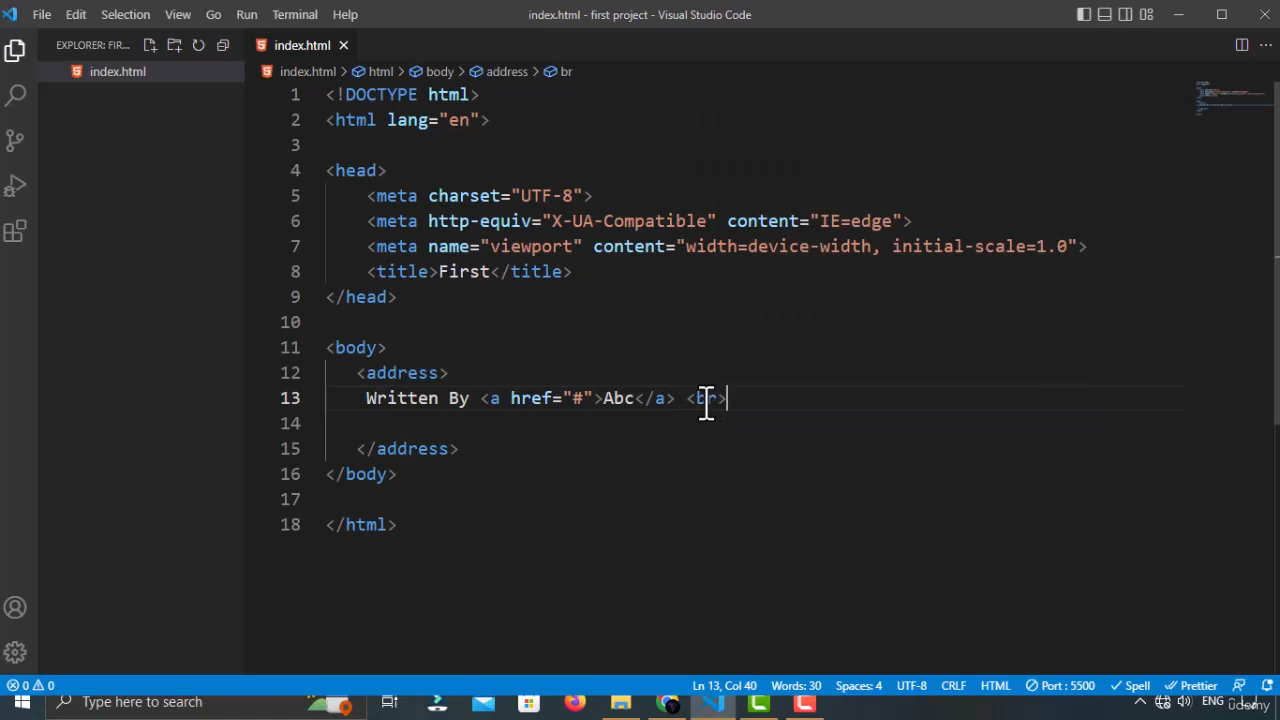 File Edit Selection View Go Run Terminal Help index.html - first project - Visual Studio Code
EXPLORER: FIR...
index.html
index.html
index.html > html > body > address > br
1 <!DOCTYPE html>
2 <html lang="en">
3
4 <head>
5 <meta charset="UTF-8">
6 <meta http-equiv="X-UA-Compatible" content="IE=edge">
7 <meta name="viewport" content="width=device-width, initial-scale=1.0">
8 <title>First</title>
9 </head>
10
11 <body>
12 <address>
13 Written By <a href="#">Abc</a> <br>
14
15 </address>
16 </body>
17
18 </html>
0 0 Ln 13, Col 40 Words: 30 Spaces: 4 UTF-8 CRLF HTML Port : 5500 Spell Prettier
Type here to search ENG Udemy